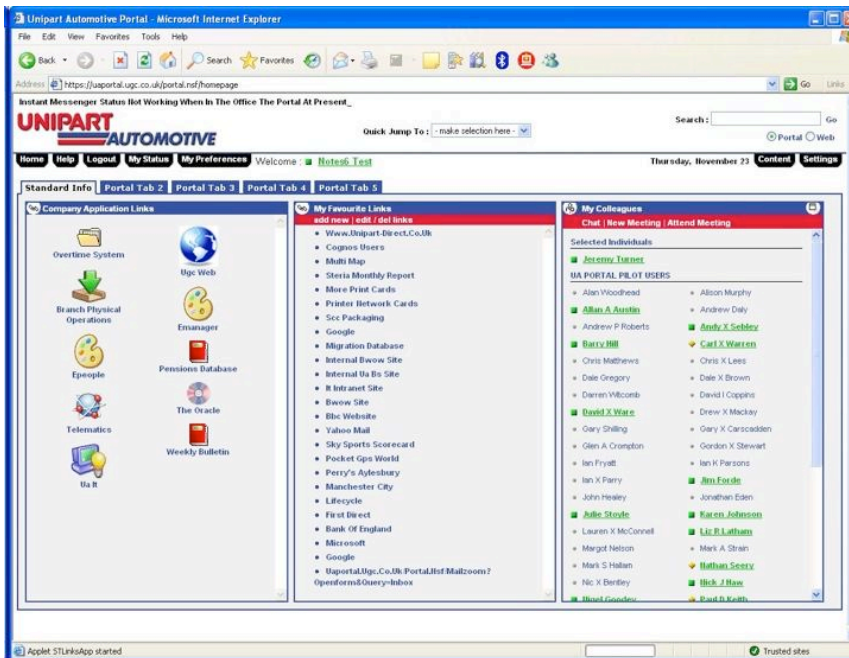 Unipart Automotive Portal - Microsoft Internet Explorer
File Edit View Favorites Tools Help
Back Search Favorites
Address https://uaportal.ugc.co.uk/portal.nsf/homepage Go Links
Instant Messenger Status Not Working When In The Office The Portal At Present_
UNIPART AUTOMOTIVE
Quick Jump To : - make selection here -
Search : Go
Portal Web
Home Help Logout My Status My Preferences Welcome : Notes6 Test Thursday, November 23 Content Settings
Standard Info Portal Tab 2 Portal Tab 3 Portal Tab 4 Portal Tab 5
Company Application Links
Overtime System
Ugc Web
Branch Physical Operations
Emanager
Epeople
Pensions Database
Telematics
The Oracle
Ua It
Weekly Bulletin
My Favourite Links
add new | edit / del links
Www.Unipart-Direct.Co.Uk
Cognos Users
Multi Map
Steria Monthly Report
More Print Cards
Printer Network Cards
Scc Packaging
Google
Migration Database
Internal Bwow Site
Internal Ua Bs Site
It Intranet Site
Bwow Site
Bbc Website
Yahoo Mail
Sky Sports Scorecard
Pocket Gps World
Perry's Aylesbury
Manchester City
Lifecycle
First Direct
Bank Of England
Microsoft
Google
Uaportal.Ugc.Co.Uk/Portal.Nsf/Mailzoom?
Openform&Query=Inbox
My Colleagues
Chat | New Meeting | Attend Meeting
Selected Individuals
Jeremy Turner
UA PORTAL PILOT USERS
Alan Woodhead Alison Murphy
Allan A Austin Andrew Daly
Andrew P Roberts Andy X Sebley
Barry Hill Carl X Warren
Chris Matthews Chris X Lees
Dale Gregory Dale X Brown
Darren Witcomb David I Coppins
David X Ware Drew X Mackay
Gary Shilling Gary X Carscadden
Glen A Crompton Gordon X Stewart
Ian Fryatt Ian K Parsons
Ian X Parry Jim Forde
John Healey Jonathan Eden
Julie Stoyle Karen Johnson
Lauren X McConnell Liz R Latham
Margot Nelson Mark A Strain
Mark S Hallam Nathan Seery
Nic X Bentley Nick J Haw
Nigel Goodey Paul D Keith
Applet STLinksApp started Trusted sites